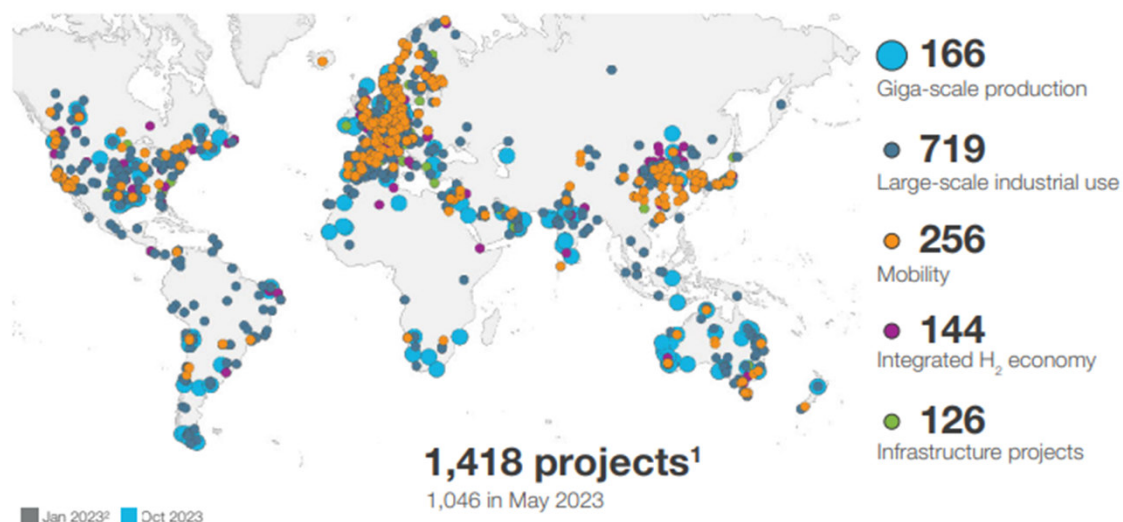 166
Giga-scale production
719
Large-scale industrial use
256
Mobility
144
Integrated H₂ economy
126
Infrastructure projects
1,418 projects¹
1,046 in May 2023
Jan 2023² Oct 2023